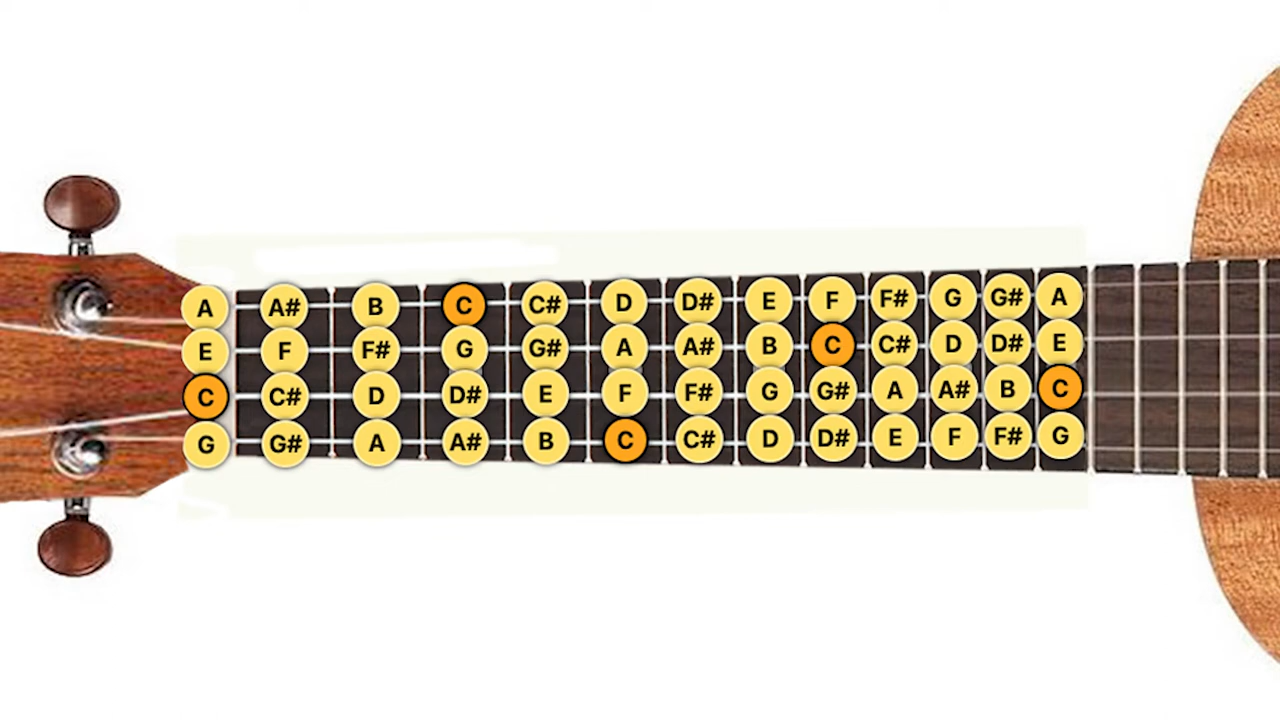 A A# B C C# D D# E F F# G G# A
E F F# G G# A A# B C C# D D# E
C C# D D# E F F# G G# A A# B C
G G# A A# B C C# D D# E F F# G